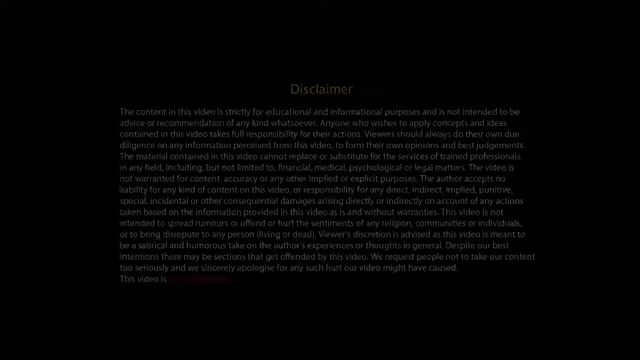 Disclaimer
The content in this video is strictly for educational and informational purposes and is not intended to be
advice or recommendation of any kind whatsoever. Anyone who wishes to apply concepts and ideas
contained in this video takes full responsibility for their actions. Viewers should always do their own due
diligence on any information perceived from this video, to form their own opinions and best judgements.
The material contained in this video cannot replace or substitute for the services of trained professionals
in any field, including, but not limited to, financial, medical, psychological or legal matters. The video is
not warranted for content, accuracy or any other implied or explicit purposes. The author accepts no
liability for any kind of content on this video, or responsibility for any direct, indirect, implied, punitive,
special, incidental or other consequential damages arising directly or indirectly on account of any actions
taken based on the information provided in this video as is and without warranties. This video is not
intended to spread rumours or offend or hurt the sentiments of any religion, communities or individuals,
or to bring disrepute to any person (living or dead). Viewer's discretion is advised as this video is meant to
be a satirical and humorous take on the author's experiences or thoughts in general. Despite our best
intentions there may be sections that get offended by this video. We request people not to take our content
too seriously and we sincerely apologise for any such hurt our video might have caused.
This video is